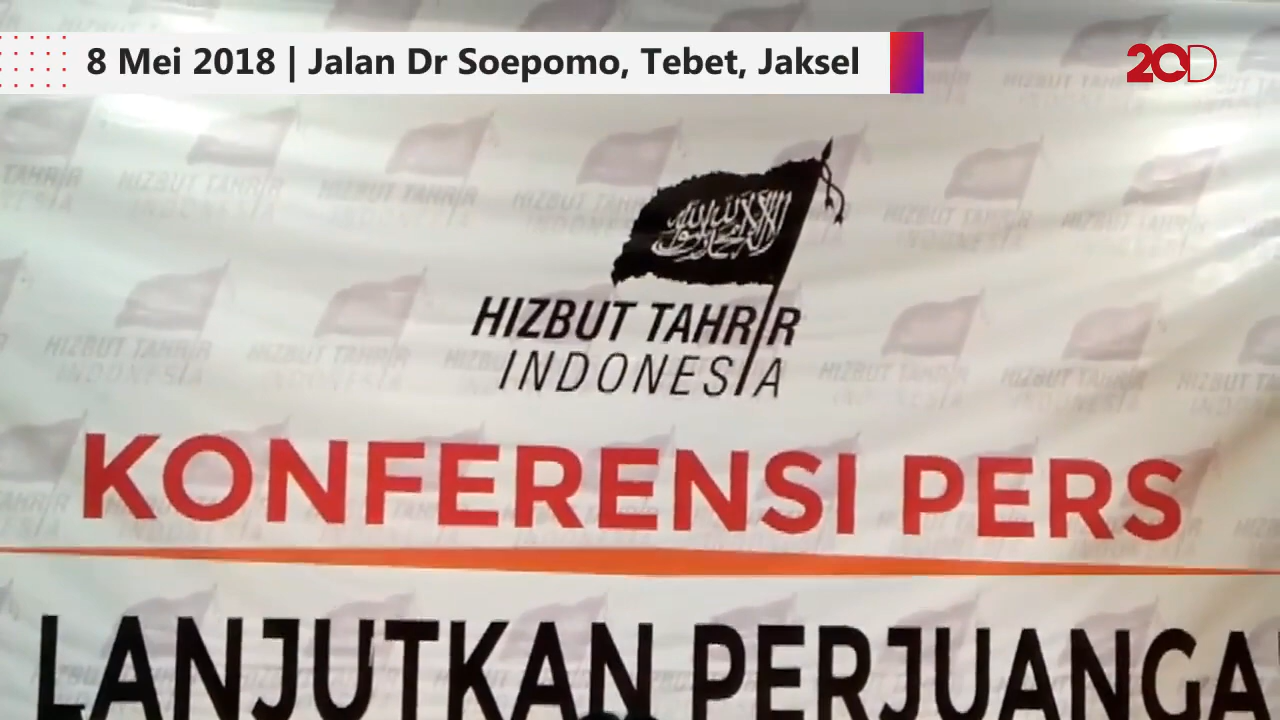 8 Mei 2018 | Jalan Dr Soepomo, Tebet, Jaksel
20D
HIZBUT TAHRIR
INDONESIA
KONFERENSI PERS
LANJUTKAN PERJUANGA